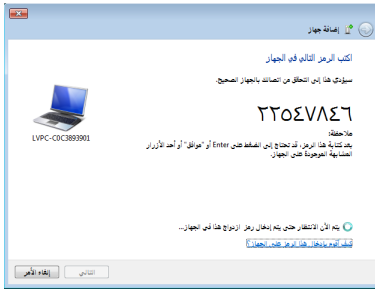 إضافة جهاز
اكتب الرمز التالي في الجهاز
سيؤدي هذا إلى التحقق من اتصالك بالجهاز الصحيح.
٢٢٥٤٧٨٤٦
LVPC-C0C3893901
ملاحظة:
بعد كتابة هذا الرمز، قد تحتاج إلى الضغط على Enter أو "موافق" أو أحد الأزرار
المشابهة الموجودة على الجهاز.
يتم الآن الانتظار حتى يتم إدخال رمز ازدواج هذا في الجهاز...
كيف أقوم بإدخال هذا الرمز على الجهاز؟
التالي
إلغاء الأمر